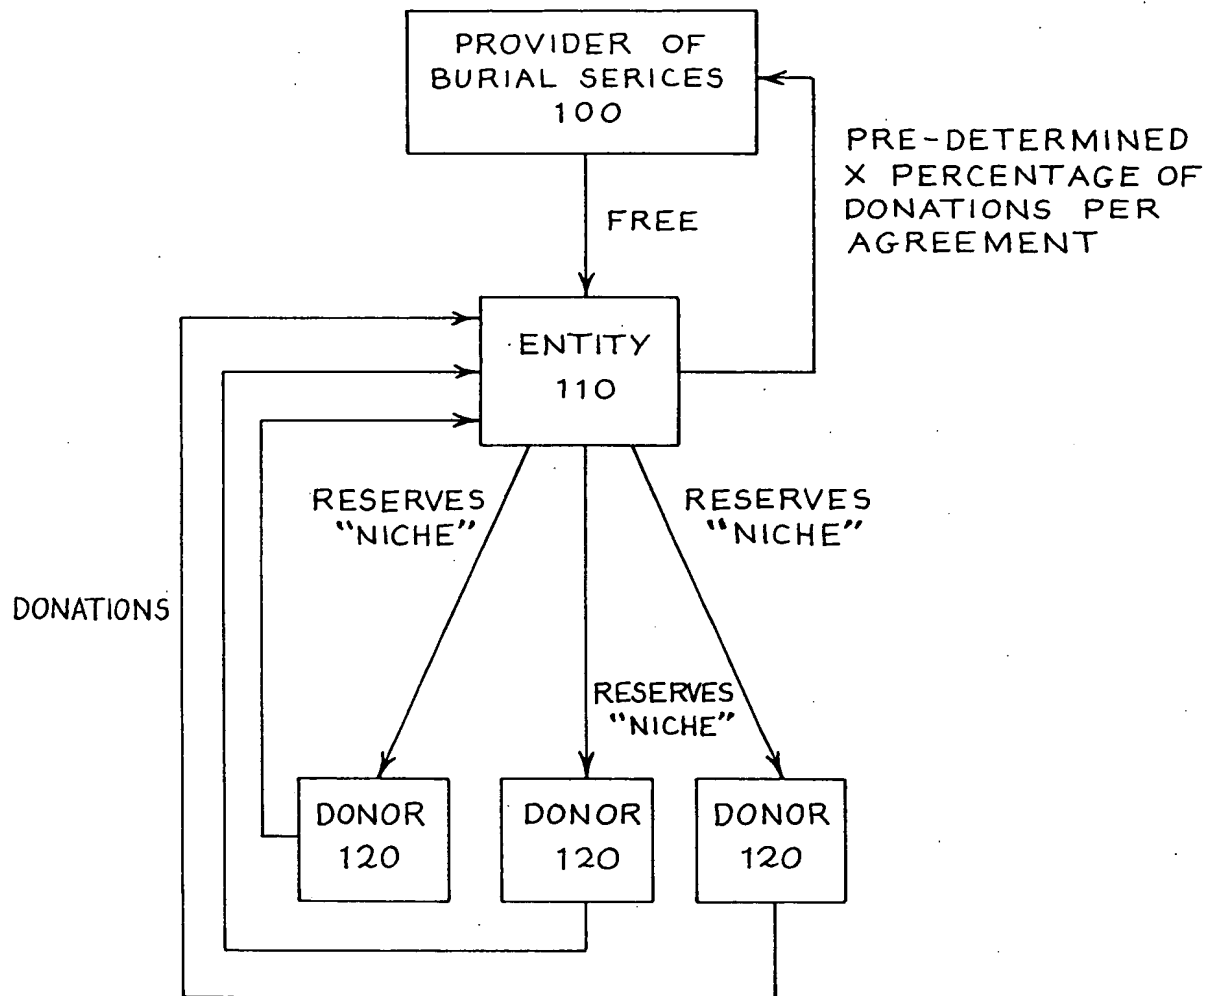 PROVIDER OF
BURIAL SERICES
100
PRE-DETERMINED
X PERCENTAGE OF
DONATIONS PER
AGREEMENT
FREE
ENTITY
110
RESERVES
"NICHE"
RESERVES
"NICHE"
DONATIONS
RESERVES
"NICHE"
DONOR
120
DONOR
120
DONOR
120